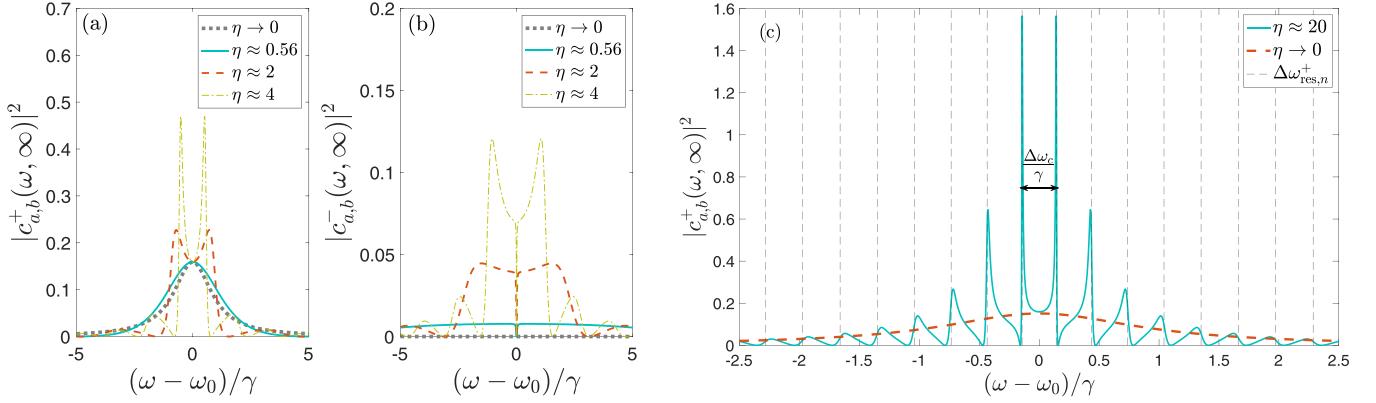 (a)
η → 0
η ≈ 0.56
η ≈ 2
η ≈ 4
|c⁺ₐ,b(ω, ∞)|²
0.7
0.6
0.5
0.4
0.3
0.2
0.1
0
-5 0 5
(ω − ω₀)/γ
(b)
η → 0
η ≈ 0.56
η ≈ 2
η ≈ 4
|c⁻ₐ,b(ω, ∞)|²
0.2
0.15
0.1
0.05
0
-5 0 5
(ω − ω₀)/γ
(c)
η ≈ 20
η → 0
Δω⁺res,n
Δωc/γ
|c⁺ₐ,b(ω, ∞)|²
1.6
1.4
1.2
1
0.8
0.6
0.4
0.2
0
-2.5 -2 -1.5 -1 -0.5 0 0.5 1 1.5 2 2.5
(ω − ω₀)/γ